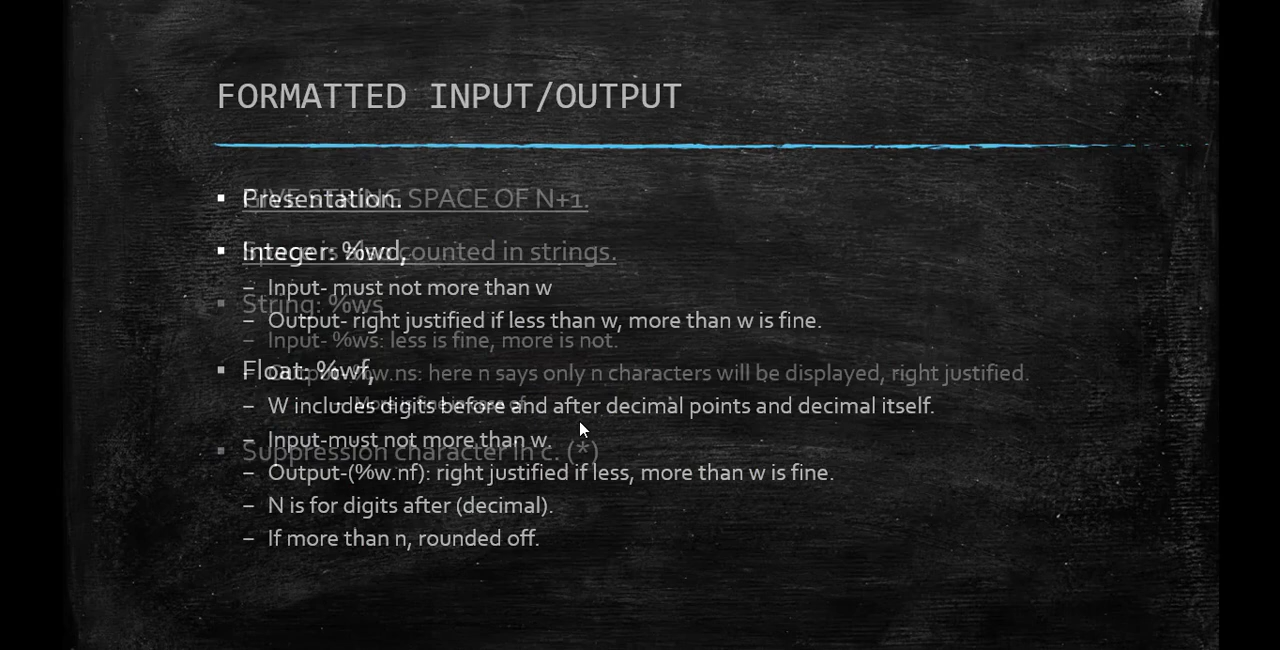 FORMATTED INPUT/OUTPUT
Presentation.
GIVE STRING SPACE OF N+1.
Integer: %wd,
counted in strings.
Input- must not more than w
String: %ws
Output- right justified if less than w, more than w is fine.
Input- %ws: less is fine, more is not.
Float: %wf,
Output-%w.ns: here n says only n characters will be displayed, right justified.
W includes digits before and after decimal points and decimal itself.
Input-must not more than w.
Suppression character in c. (*)
Output-(%w.nf): right justified if less, more than w is fine.
N is for digits after (decimal).
If more than n, rounded off.